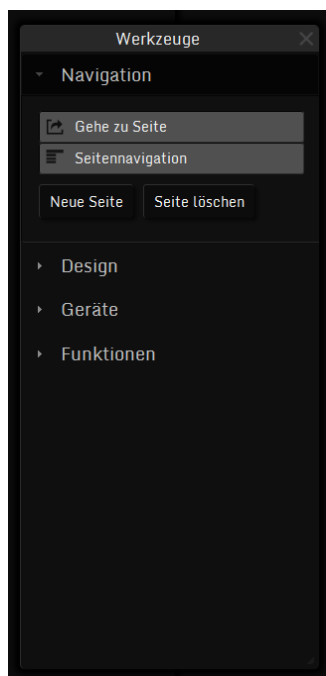 Werkzeuge
Navigation
Gehe zu Seite
Seitennavigation
Neue Seite Seite löschen
Design
Geräte
Funktionen